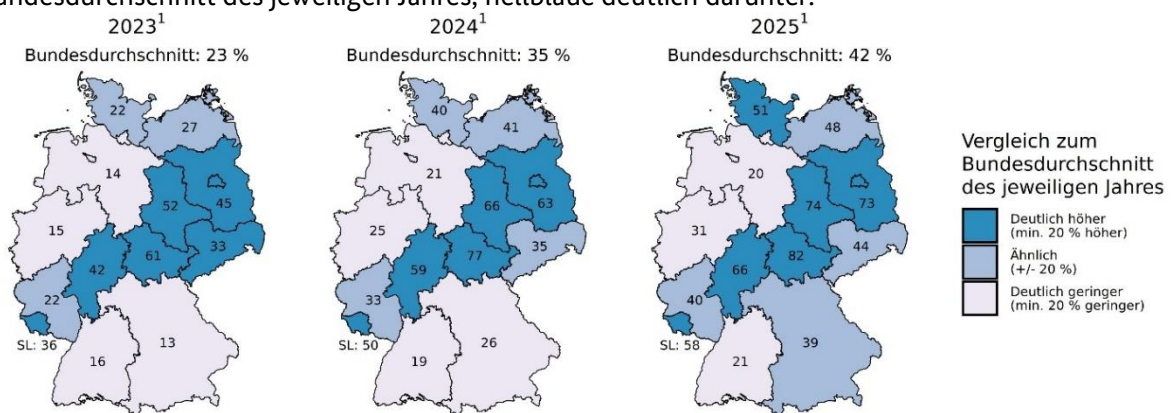 bundesdurchschnitt des jeweiligen Jahres, hellblaue deutlich darunter.
2023¹
Bundesdurchschnitt: 23 %
22
27
14
52
45
15
42
61
33
22
SL: 36
16
13
2024¹
Bundesdurchschnitt: 35 %
40
41
21
66
63
25
59
77
35
33
SL: 50
19
26
2025¹
Bundesdurchschnitt: 42 %
51
48
20
74
73
31
66
82
44
40
SL: 58
21
39
Vergleich zum
Bundesdurchschnitt
des jeweiligen Jahres
Deutlich höher
(min. 20 % höher)
Ähnlich
(+/- 20 %)
Deutlich geringer
(min. 20 % geringer)